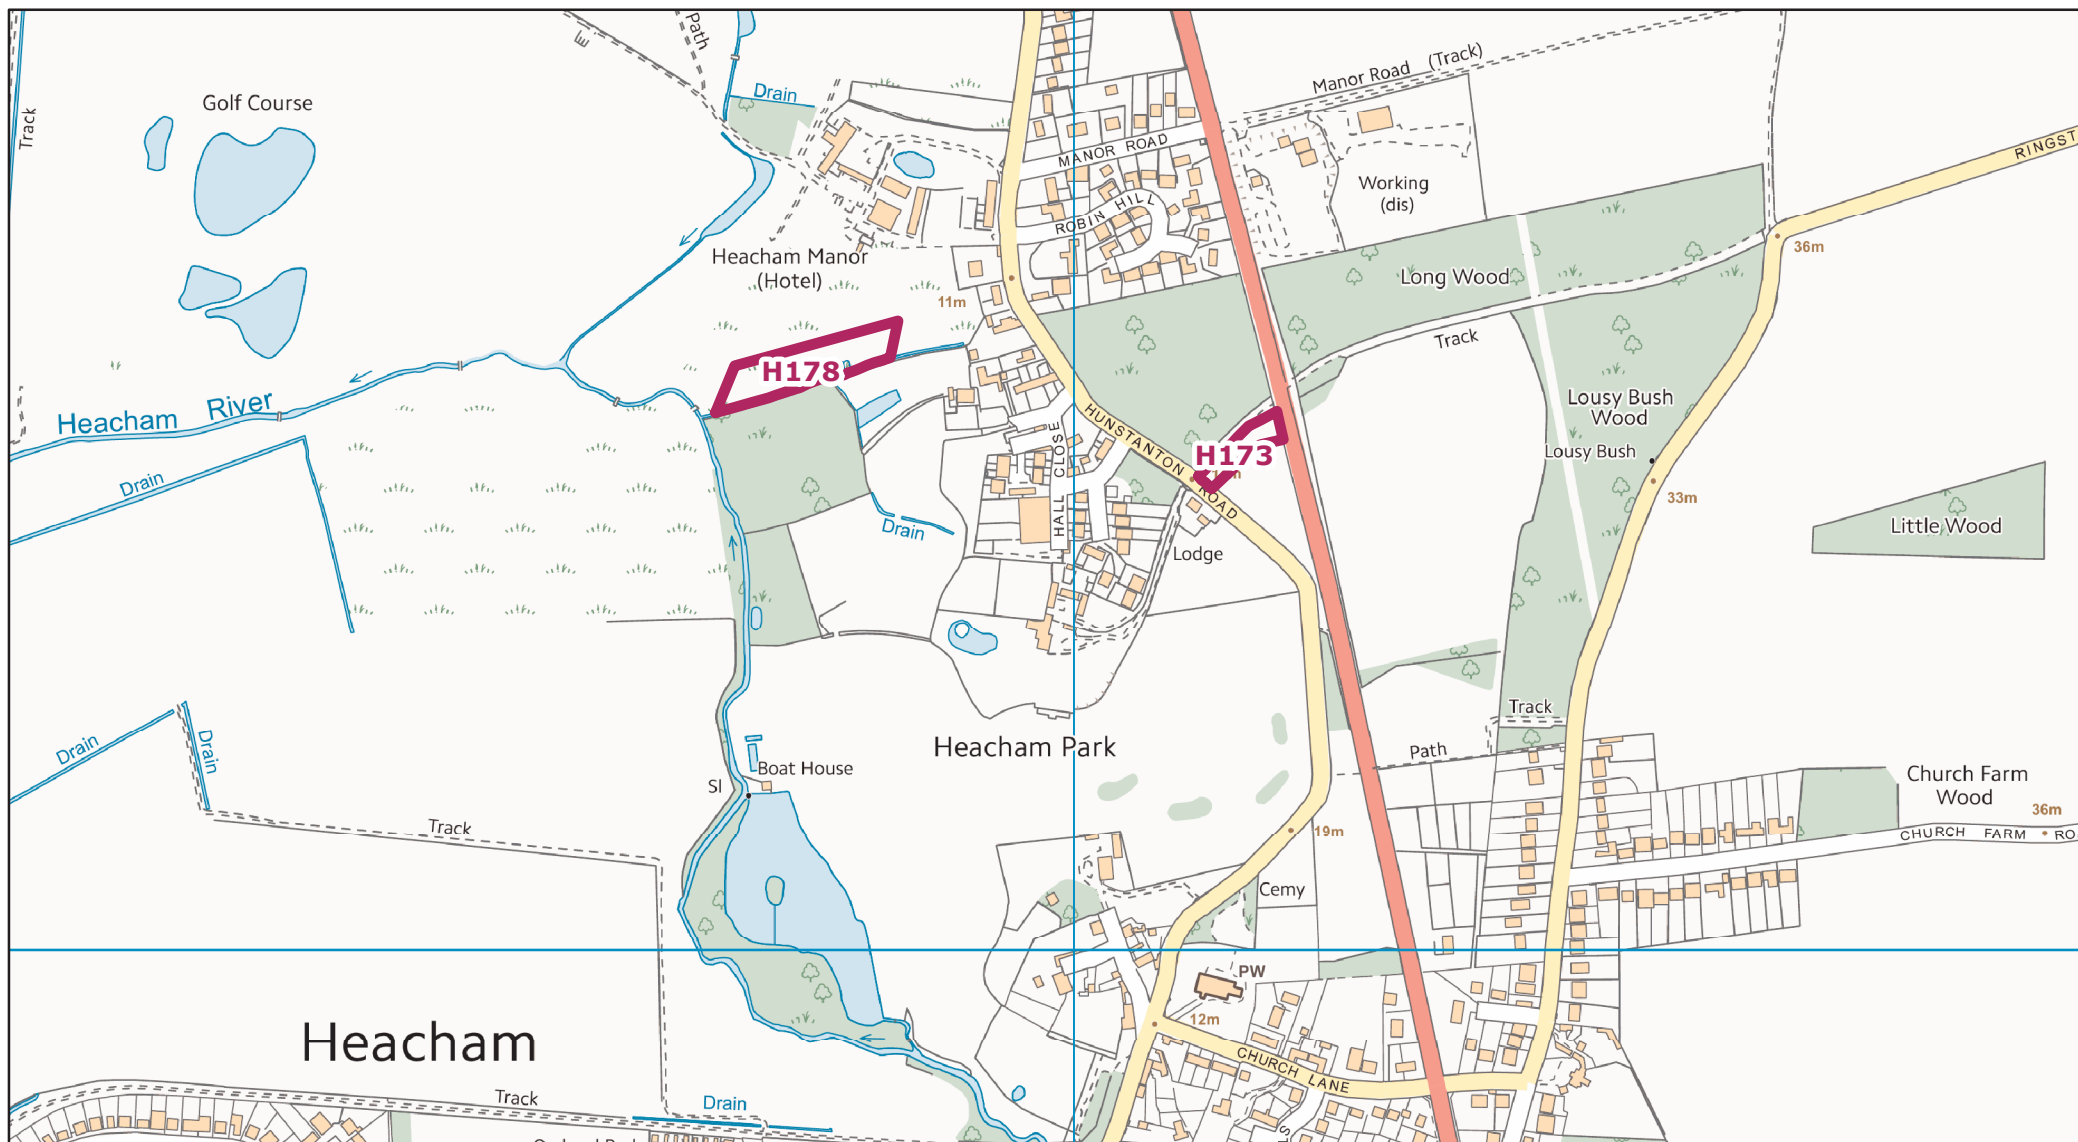 Path
Golf Course
Track
Drain
Manor Road (Track)
MANOR ROAD
RINGST
Working
(dis)
ROBIN HILL
36m
Heacham Manor
(Hotel)
Long Wood
11m
Track
H178
Heacham River
Lousy Bush
Wood
HUNSTANTON ROAD
HALL CLOSE
H173
Lousy Bush
33m
Drain
Drain
Little Wood
Lodge
Track
Drain
Drain
Heacham Park
Path
Boat House
SI
Church Farm
Wood
36m
Track
19m
CHURCH FARM RO
Cemy
PW
12m
Heacham
CHURCH LANE
Track
Drain